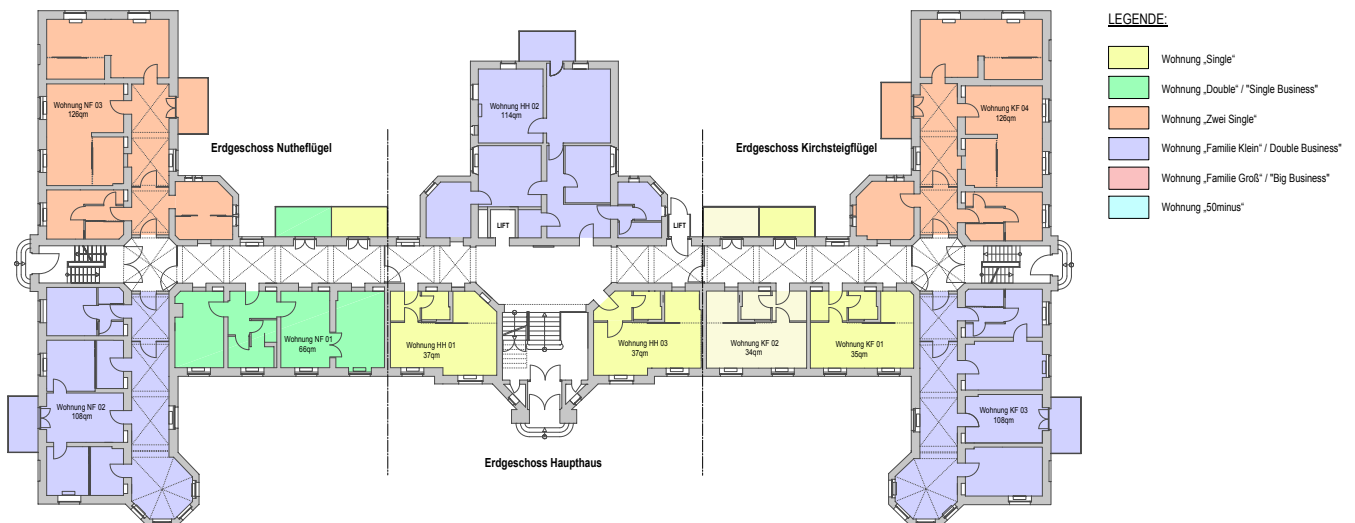 LEGENDE:
Wohnung „Single“
Wohnung „Double“ / "Single Business"
Wohnung „Zwei Single“
Wohnung „Familie Klein“ / Double Business"
Wohnung „Familie Groß“ / "Big Business"
Wohnung „50minus“
Wohnung NF 03
126qm
Erdgeschoss Nutheflügel
Wohnung HH 02
114qm
Erdgeschoss Kirchsteigflügel
Wohnung KF 04
126qm
LIFT
LIFT
Wohnung NF 01
66qm
Wohnung HH 01
37qm
Wohnung HH 03
37qm
Wohnung KF 02
34qm
Wohnung KF 01
35qm
Wohnung NF 02
108qm
Wohnung KF 03
108qm
Erdgeschoss Haupthaus